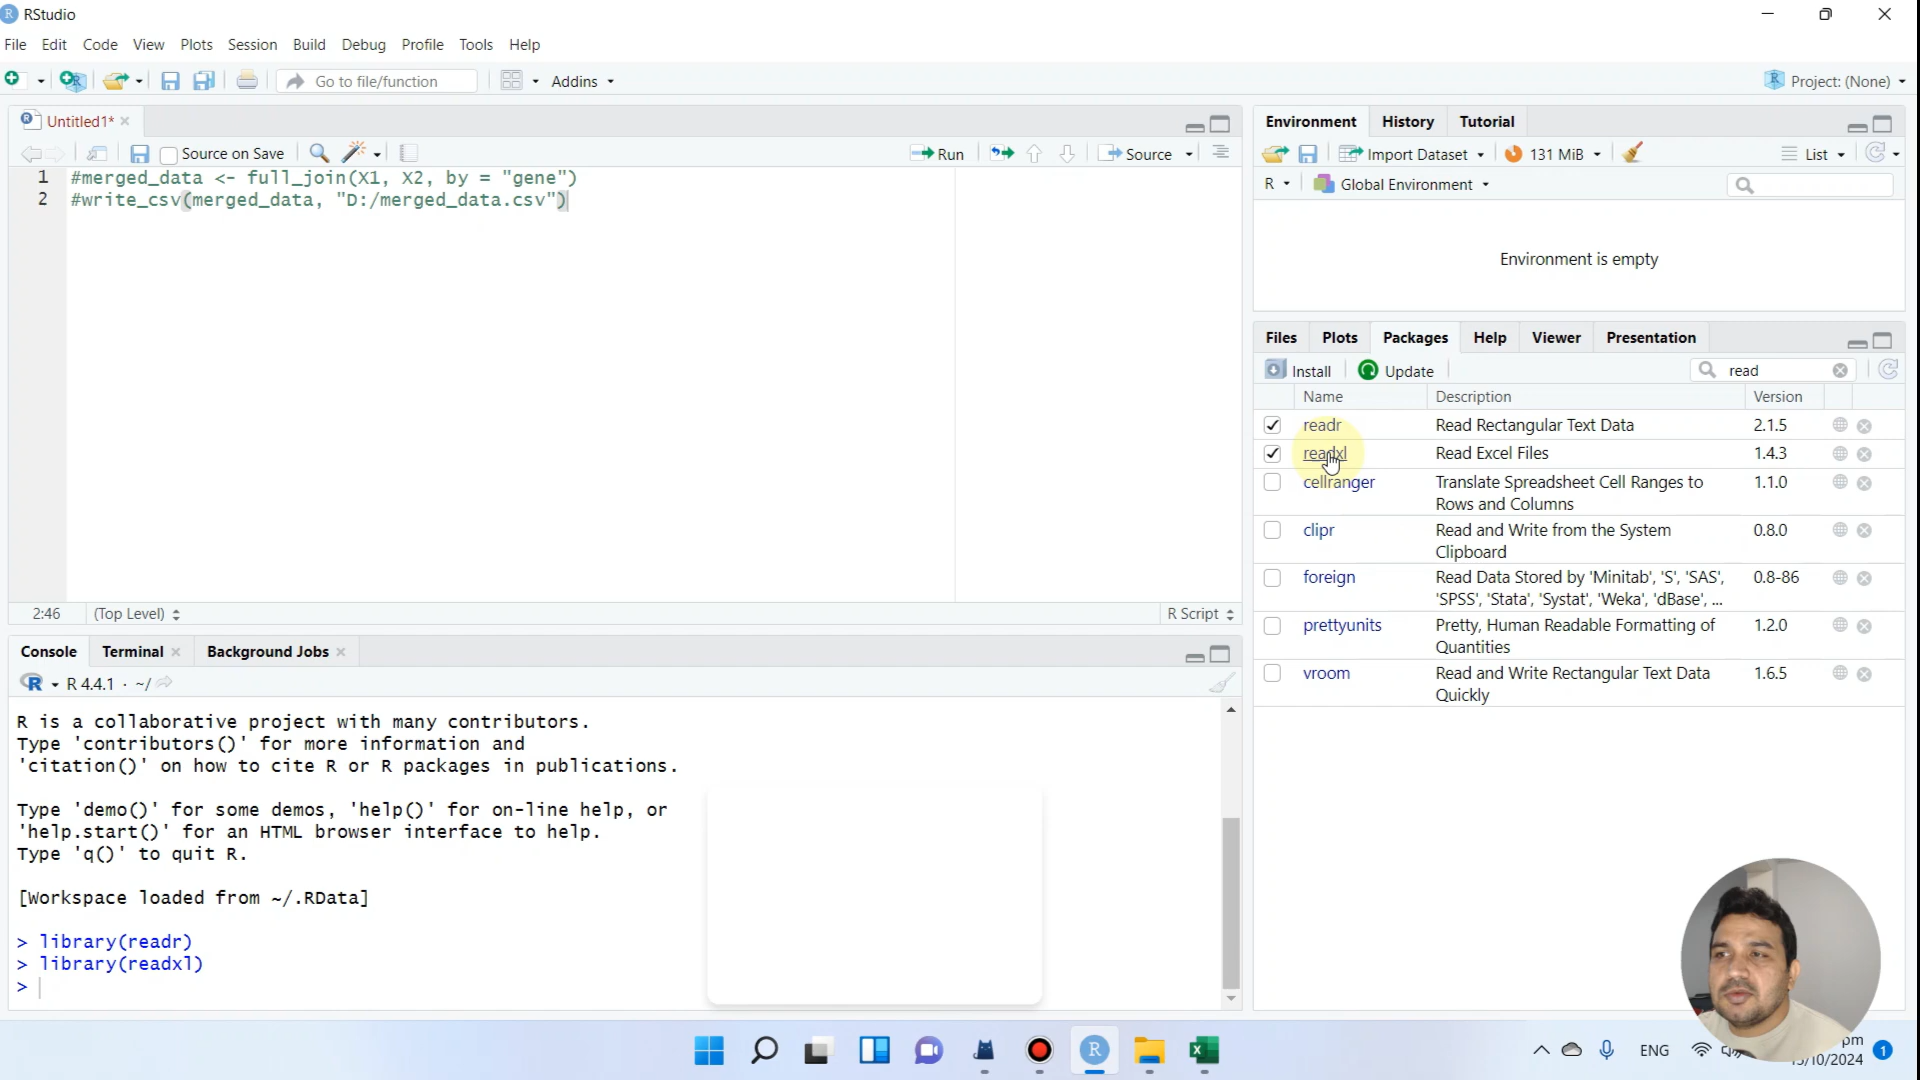 RStudio
File Edit Code View Plots Session Build Debug Profile Tools Help
Go to file/function Addins Project: (None)
Untitled1*
Source on Save Run Source
1 #merged_data <- full_join(X1, X2, by = "gene")
2 #write_csv(merged_data, "D:/merged_data.csv")
2:46 (Top Level) R Script
Console Terminal Background Jobs
R 4.4.1 · ~/
R is a collaborative project with many contributors.
Type 'contributors()' for more information and
'citation()' on how to cite R or R packages in publications.
Type 'demo()' for some demos, 'help()' for on-line help, or
'help.start()' for an HTML browser interface to help.
Type 'q()' to quit R.
[Workspace loaded from ~/.RData]
> library(readr)
> library(readxl)
>
Environment History Tutorial
Import Dataset 131 MiB List
R Global Environment
Environment is empty
Files Plots Packages Help Viewer Presentation
Install Update read
Name Description Version
readr Read Rectangular Text Data 2.1.5
readxl Read Excel Files 1.4.3
cellranger Translate Spreadsheet Cell Ranges to 1.1.0
Rows and Columns
clipr Read and Write from the System 0.8.0
Clipboard
foreign Read Data Stored by 'Minitab', 'S', 'SAS', 0.8-86
'SPSS', 'Stata', 'Systat', 'Weka', 'dBase', ...
prettyunits Pretty, Human Readable Formatting of 1.2.0
Quantities
vroom Read and Write Rectangular Text Data 1.6.5
Quickly
ENG pm
/10/2024 1